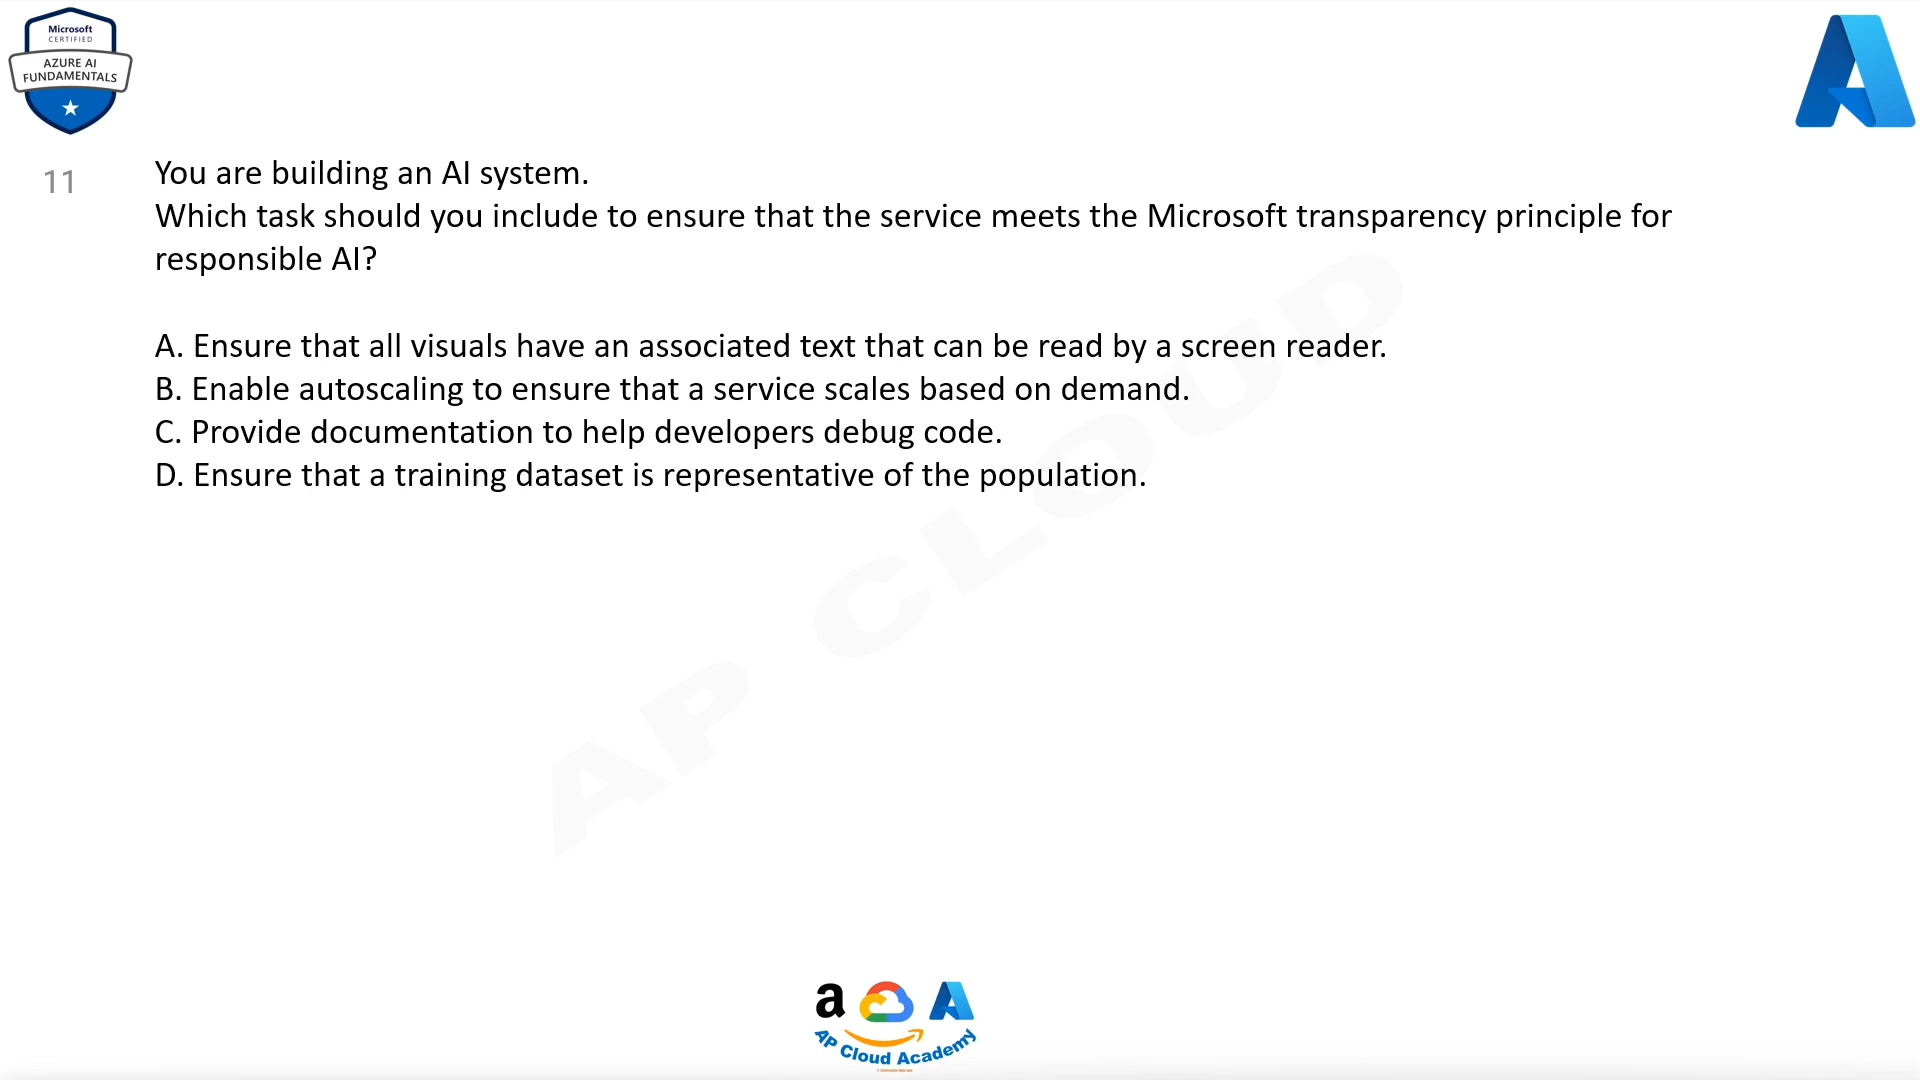 Microsoft
CERTIFIED
AZURE AI
FUNDAMENTALS
11
You are building an AI system.
Which task should you include to ensure that the service meets the Microsoft transparency principle for
responsible AI?
A. Ensure that all visuals have an associated text that can be read by a screen reader.
B. Enable autoscaling to ensure that a service scales based on demand.
C. Provide documentation to help developers debug code.
D. Ensure that a training dataset is representative of the population.
AP CLOUD
a
AP Cloud Academy